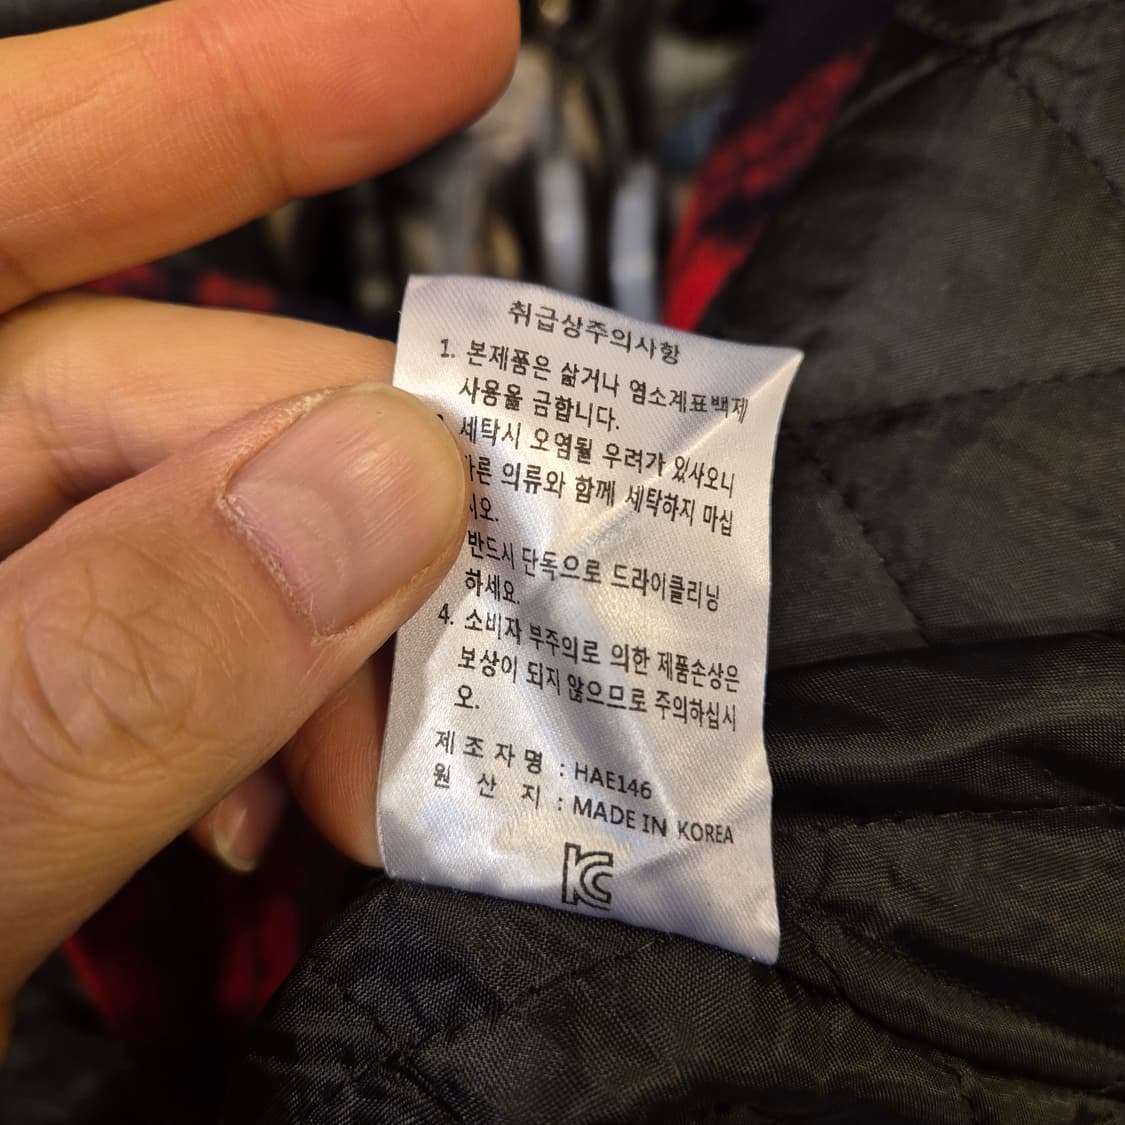 취급상주의사항
1. 본제품은 삶거나 염소계표백제
사용을 금합니다.
세탁시 오염될 우려가 있사오니
른 의류와 함께 세탁하지 마십
시오.
반드시 단독으로 드라이클리닝
하세요.
4. 소비자 부주의로 의한 제품손상은
보상이 되지 않으므로 주의하십시
오.
제 조 자 명 : HAE146
원 산 지 : MADE IN KOREA
KC